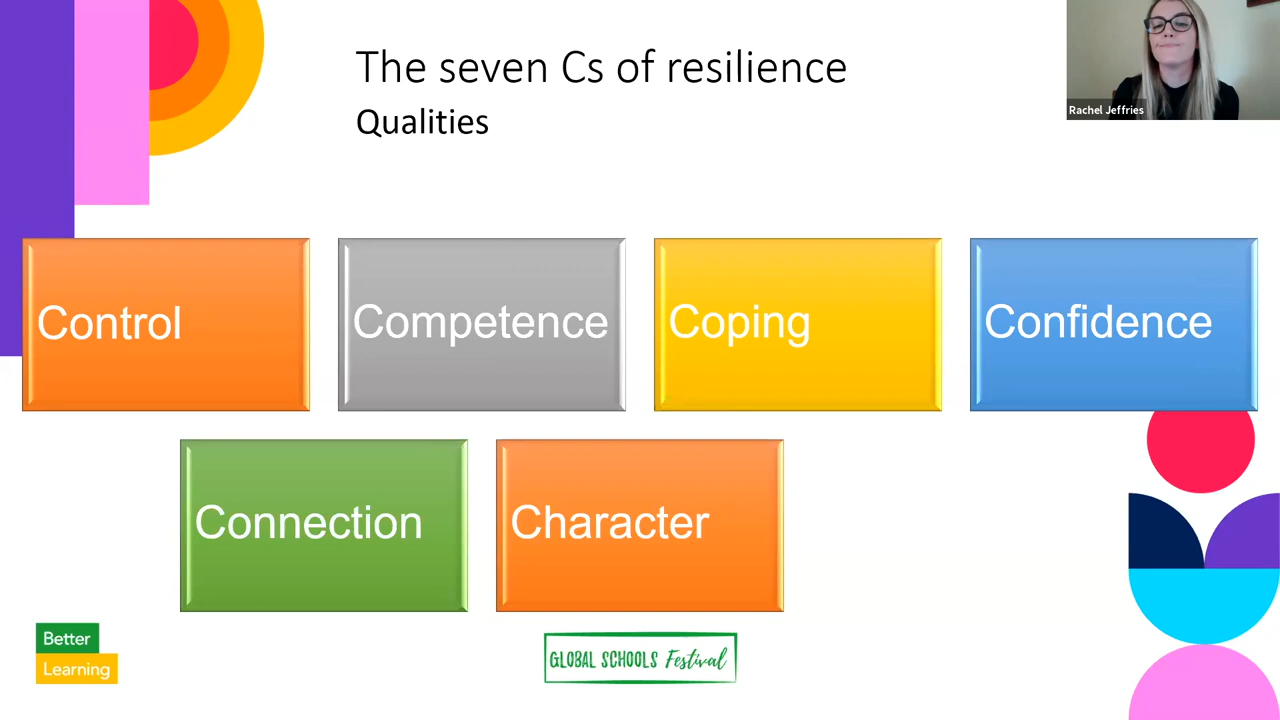 The seven Cs of resilience
Qualities
Rachel Jeffries
Control
Competence
Coping
Confidence
Connection
Character
Better
Learning
GLOBAL SCHOOLS Festival